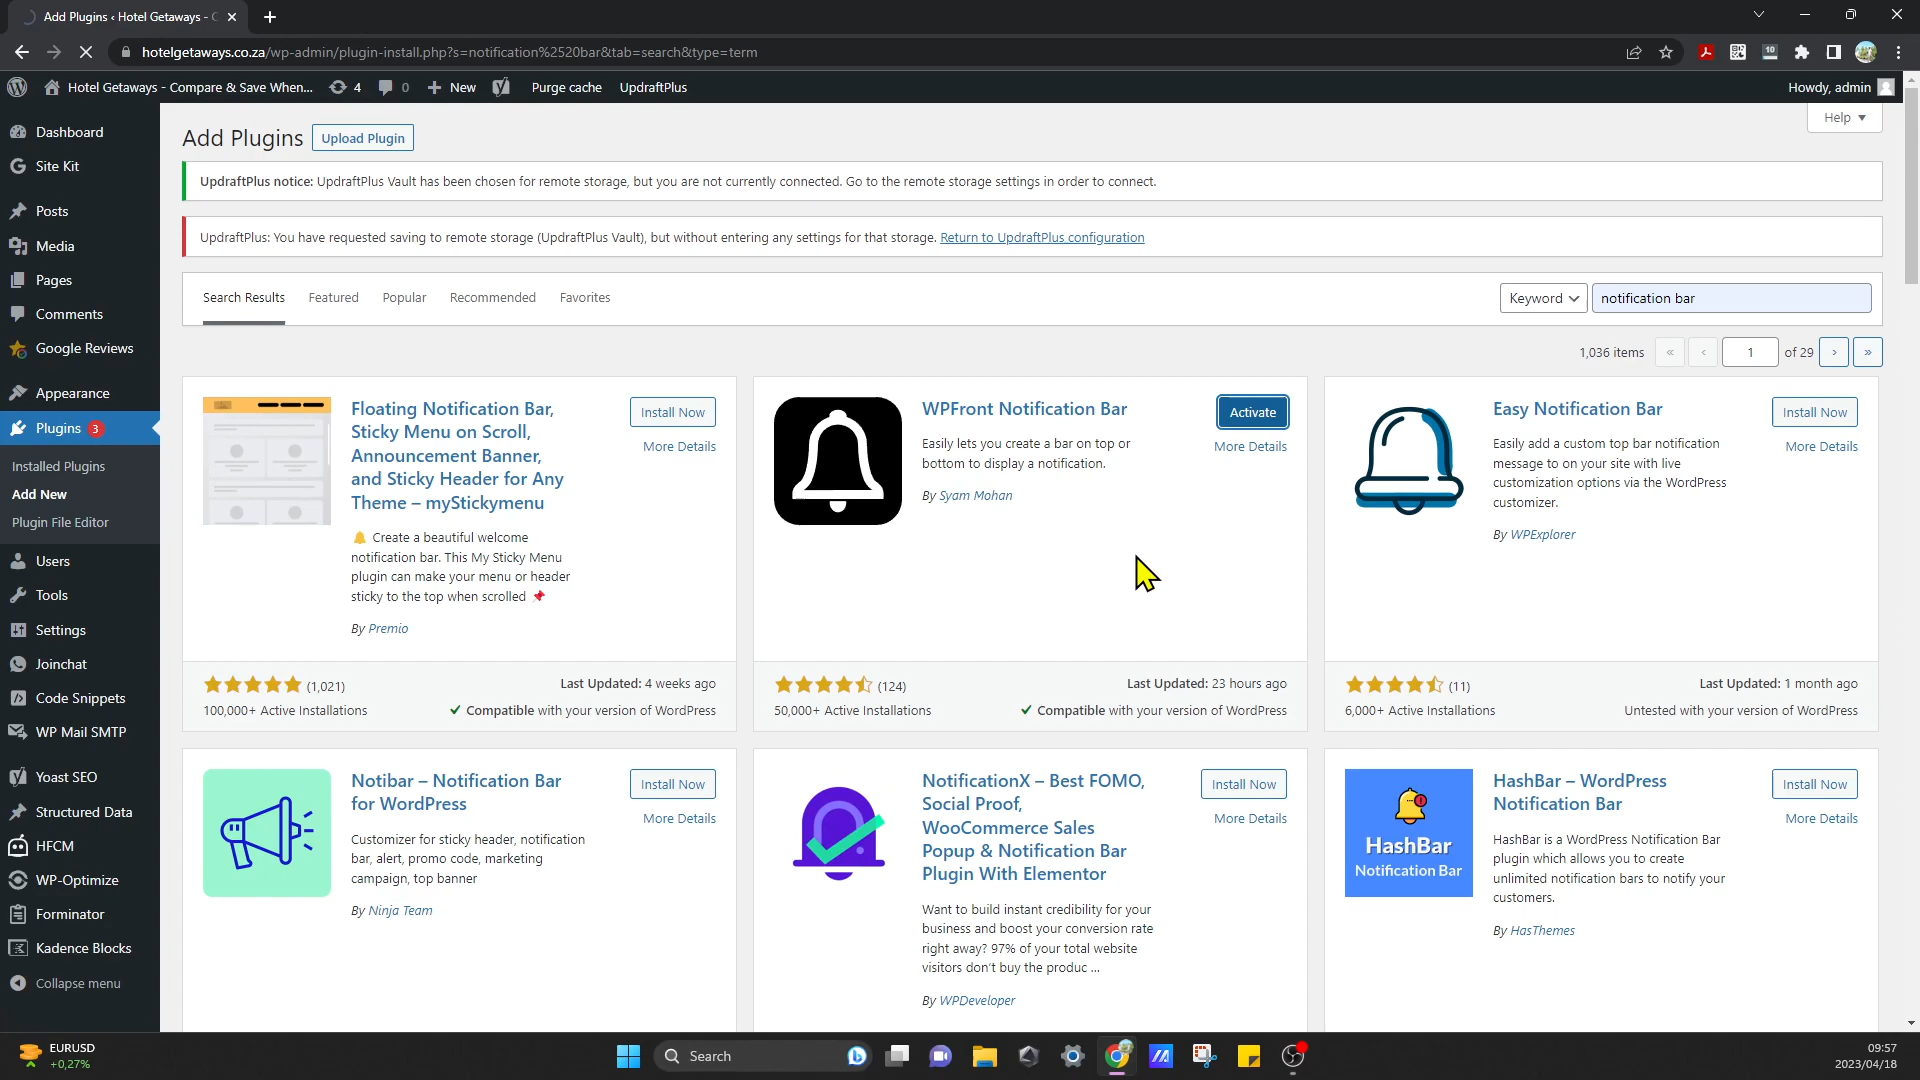 Add Plugins ‹ Hotel Getaways - C
hotelgetaways.co.za/wp-admin/plugin-install.php?s=notification%2520bar&tab=search&type=term
10
Hotel Getaways - Compare & Save When... 4 0 New Purge cache UpdraftPlus Howdy, admin
Dashboard
Site Kit
Posts
Media
Pages
Comments
Google Reviews
Appearance
Plugins 3
Installed Plugins
Add New
Plugin File Editor
Users
Tools
Settings
Joinchat
Code Snippets
WP Mail SMTP
Yoast SEO
Structured Data
HFCM
WP-Optimize
Forminator
Kadence Blocks
Collapse menu
Help ▼
Add Plugins Upload Plugin
UpdraftPlus notice: UpdraftPlus Vault has been chosen for remote storage, but you are not currently connected. Go to the remote storage settings in order to connect.
UpdraftPlus: You have requested saving to remote storage (UpdraftPlus Vault), but without entering any settings for that storage. Return to UpdraftPlus configuration
Search Results Featured Popular Recommended Favorites Keyword notification bar
1,036 items « ‹ 1 of 29 › »
Floating Notification Bar,
Sticky Menu on Scroll,
Announcement Banner,
and Sticky Header for Any
Theme – myStickymenu
Install Now
More Details
🔔 Create a beautiful welcome
notification bar. This My Sticky Menu
plugin can make your menu or header
sticky to the top when scrolled 📌
By Premio
(1,021)
100,000+ Active Installations
Last Updated: 4 weeks ago
✓ Compatible with your version of WordPress
WPFront Notification Bar
Activate
More Details
Easily lets you create a bar on top or
bottom to display a notification.
By Syam Mohan
(124)
50,000+ Active Installations
Last Updated: 23 hours ago
✓ Compatible with your version of WordPress
Easy Notification Bar
Install Now
More Details
Easily add a custom top bar notification
message to on your site with live
customization options via the WordPress
customizer.
By WPExplorer
(11)
6,000+ Active Installations
Last Updated: 1 month ago
Untested with your version of WordPress
Notibar – Notification Bar
for WordPress
Install Now
More Details
Customizer for sticky header, notification
bar, alert, promo code, marketing
campaign, top banner
By Ninja Team
NotificationX – Best FOMO,
Social Proof,
WooCommerce Sales
Popup & Notification Bar
Plugin With Elementor
Install Now
More Details
Want to build instant credibility for your
business and boost your conversion rate
right away? 97% of your total website
visitors don't buy the produc ...
By WPDeveloper
HashBar
Notification Bar
HashBar – WordPress
Notification Bar
Install Now
More Details
HashBar is a WordPress Notification Bar
plugin which allows you to create
unlimited notification bars to notify your
customers.
By HasThemes
EURUSD
+0,27%
Search
09:57
2023/04/18